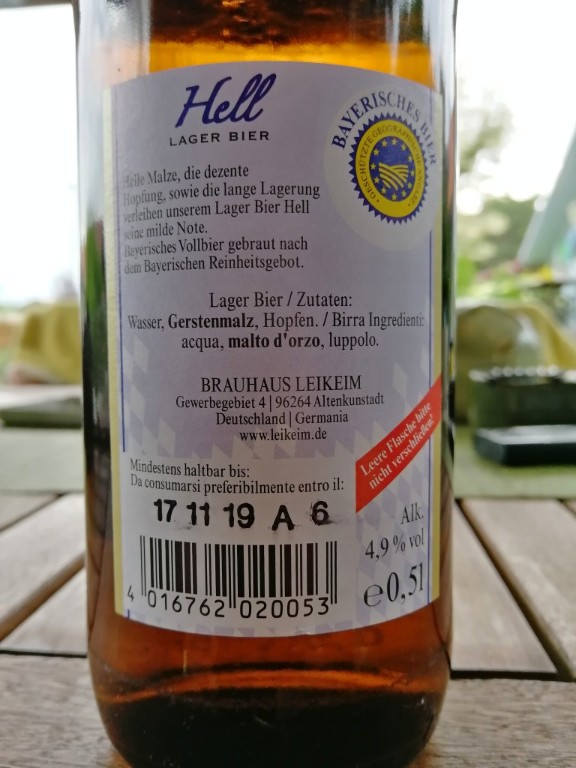 Hell
LAGER BIER
BAYERISCHES BIER
GESCHÜTZTE GEOGRAPHISCHE
Helle Malze, die dezente
Hopfung, sowie die lange Lagerung
verleihen unserem Lager Bier Hell
seine milde Note.
Bayerisches Vollbier gebraut nach
dem Bayerischen Reinheitsgebot.
Lager Bier / Zutaten:
Wasser, Gerstenmalz, Hopfen. / Birra Ingredienti:
acqua, malto d'orzo, luppolo.
BRAUHAUS LEIKEIM
Gewerbegebiet 4 | 96264 Altenkunstadt
Deutschland | Germania
www.leikeim.de
Leere Flasche bitte
nicht verschließen!
Mindestens haltbar bis:
Da consumarsi preferibilmente entro il:
17 11 19 A 6
Alk.
4,9 % vol
e 0,5 l
4 016762 020053